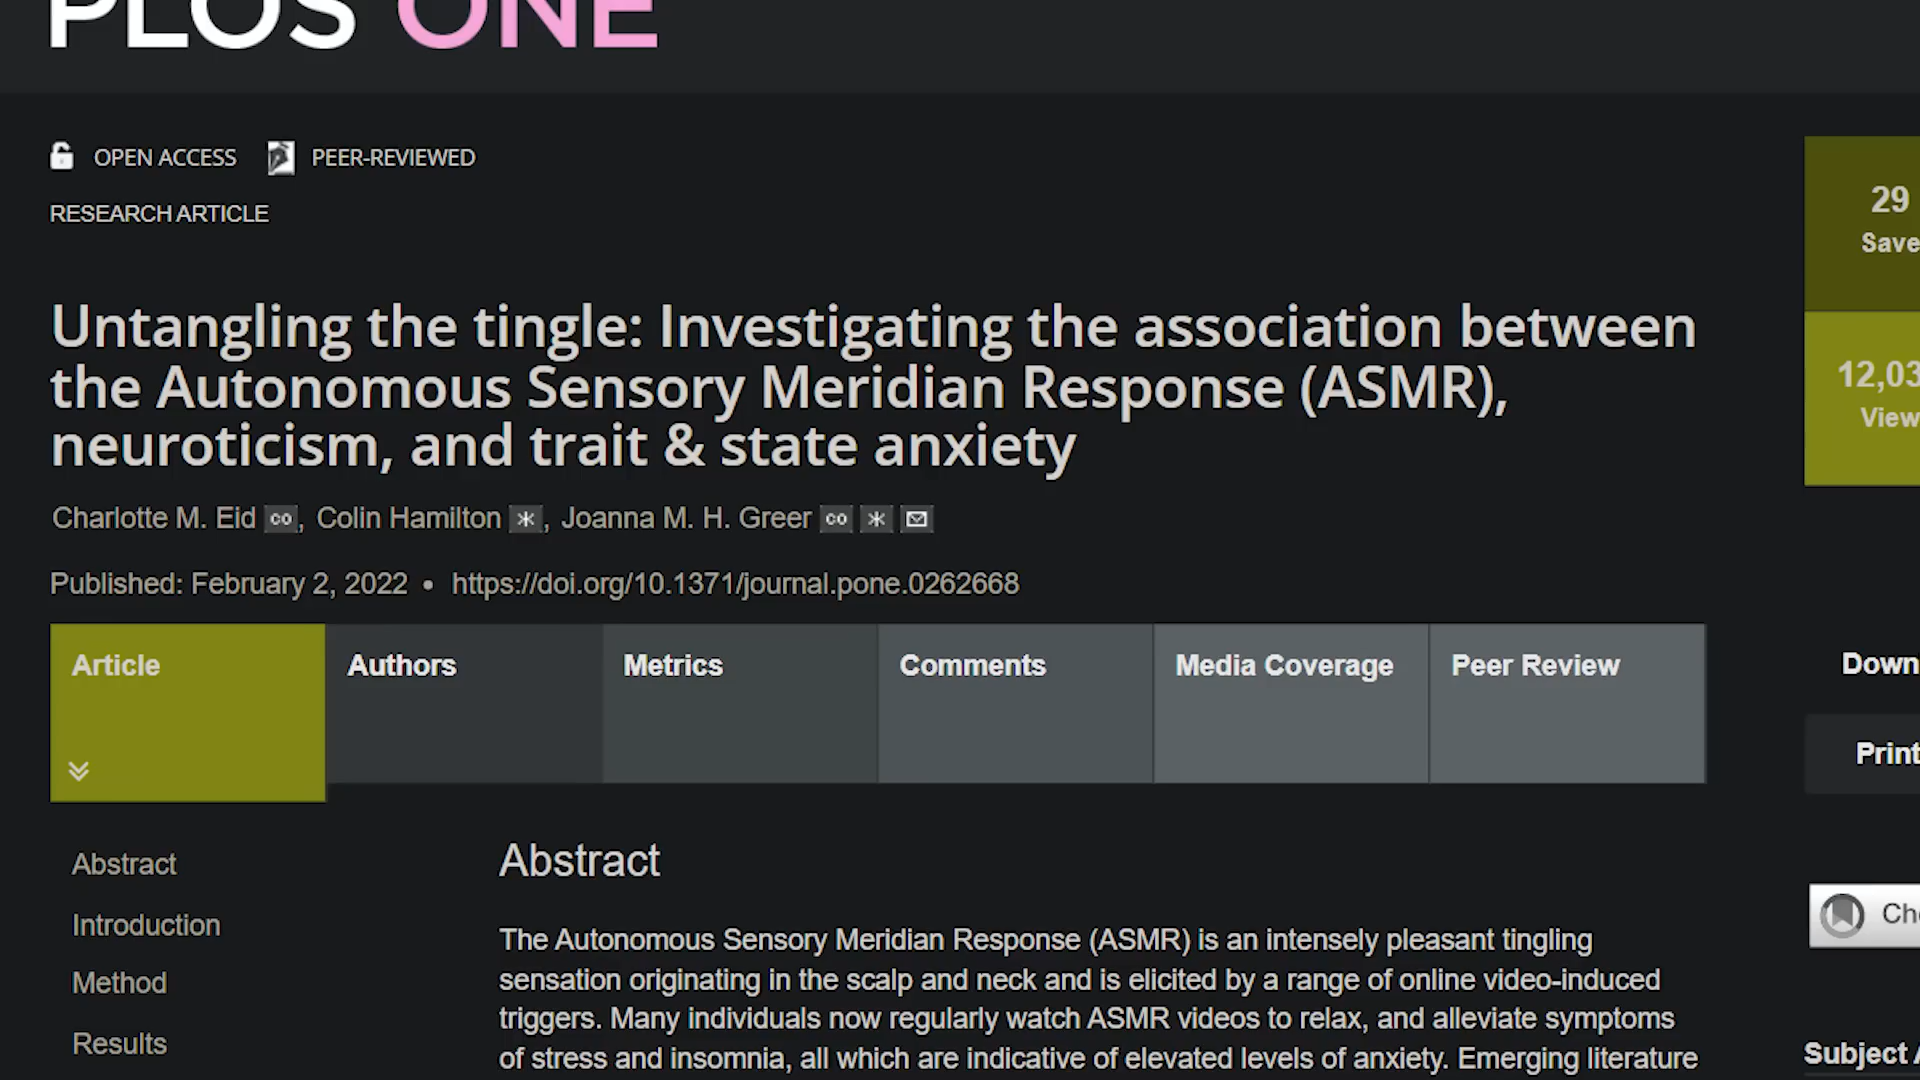 PLOS ONE
OPEN ACCESS PEER-REVIEWED
RESEARCH ARTICLE
29
Save
12,03
View
Untangling the tingle: Investigating the association between
the Autonomous Sensory Meridian Response (ASMR),
neuroticism, and trait & state anxiety
Charlotte M. Eid, Colin Hamilton, Joanna M. H. Greer
Published: February 2, 2022 • https://doi.org/10.1371/journal.pone.0262668
Article Authors Metrics Comments Media Coverage Peer Review
Down
Print
Abstract
Introduction
Method
Results
Abstract
The Autonomous Sensory Meridian Response (ASMR) is an intensely pleasant tingling
sensation originating in the scalp and neck and is elicited by a range of online video-induced
triggers. Many individuals now regularly watch ASMR videos to relax, and alleviate symptoms
of stress and insomnia, all which are indicative of elevated levels of anxiety. Emerging literature
Che
Subject A